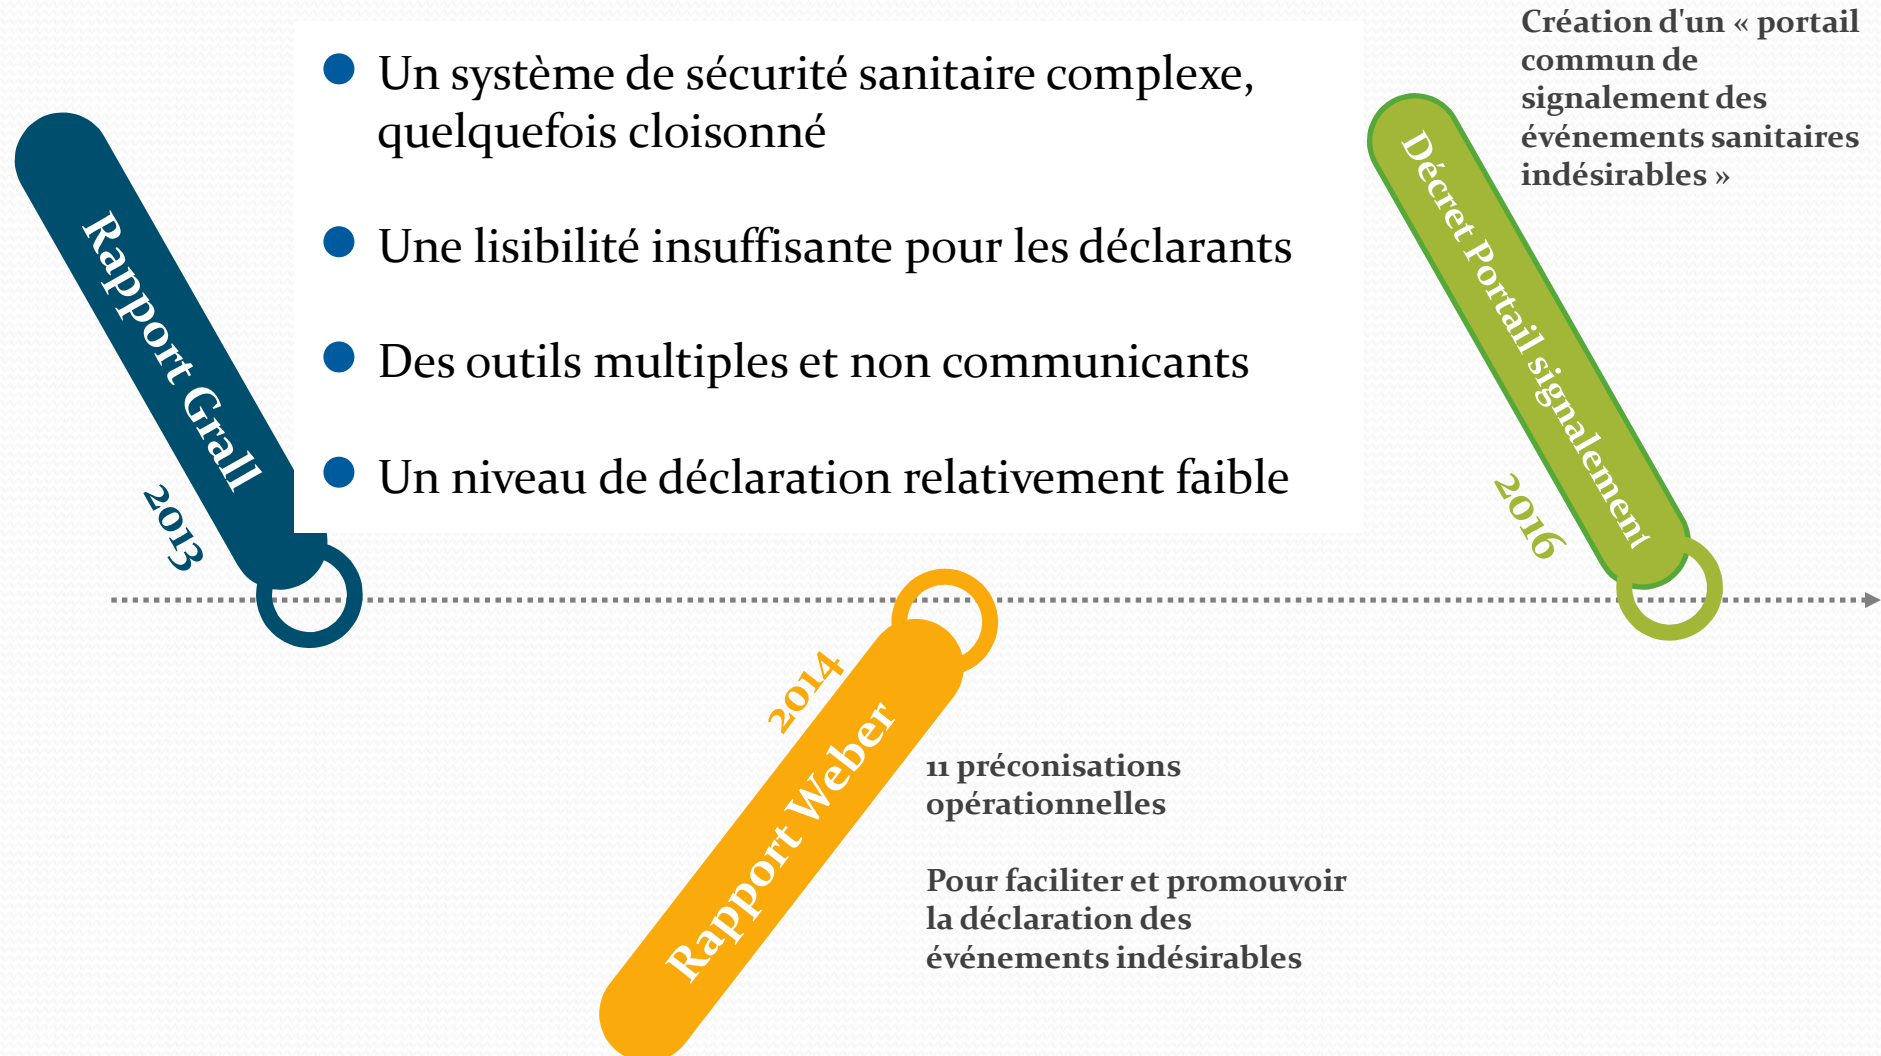 Rapport Grall
2013
Un système de sécurité sanitaire complexe,
quelquefois cloisonné
Une lisibilité insuffisante pour les déclarants
Des outils multiples et non communicants
Un niveau de déclaration relativement faible
2014
Rapport Weber
11 préconisations
opérationnelles
Pour faciliter et promouvoir
la déclaration des
événements indésirables
Décret Portail signalement
2016
Création d'un « portail
commun de
signalement des
événements sanitaires
indésirables »